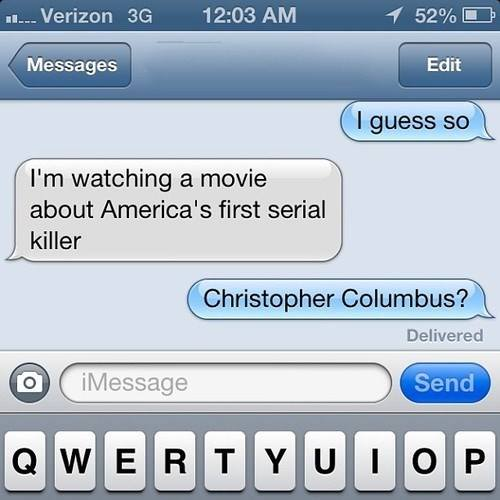 Verizon 3G 12:03 AM 52%
Messages Edit
I guess so
I'm watching a movie
about America's first serial
killer
Christopher Columbus?
Delivered
iMessage Send
Q W E R T Y U I O P